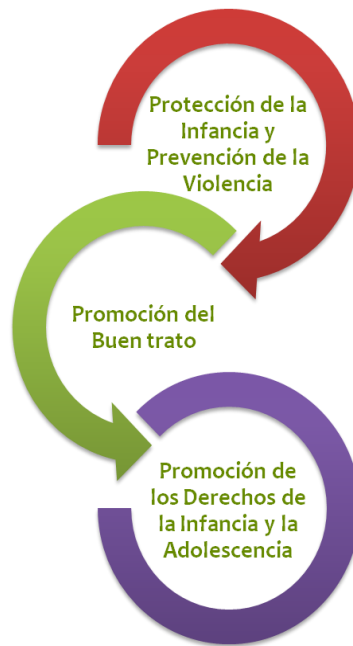 Protección de la
Infancia y
Prevención de la
Violencia
Promoción del
Buen trato
Promoción de
los Derechos de
la Infancia y la
Adolescencia